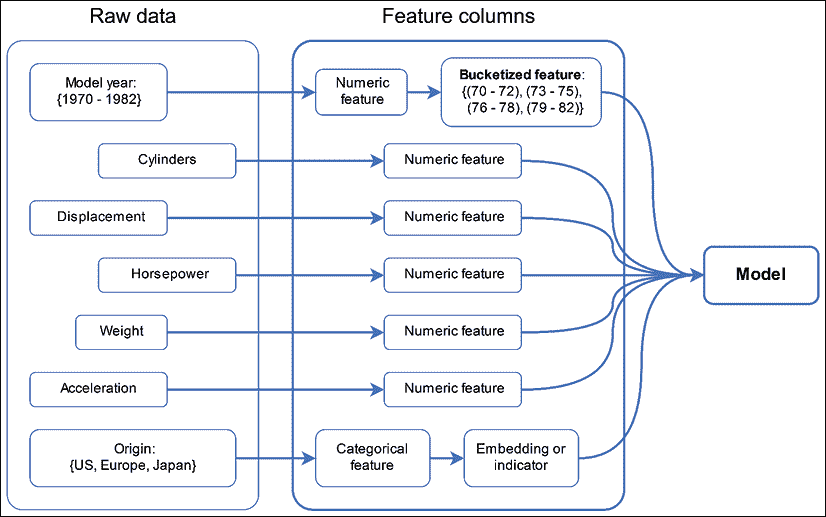 Raw data
Feature columns
Model year:
{1970 - 1982}
Numeric
feature
Bucketized feature:
{(70 - 72), (73 - 75),
(76 - 78), (79 - 82)}
Cylinders
Numeric feature
Displacement
Numeric feature
Horsepower
Numeric feature
Weight
Numeric feature
Acceleration
Numeric feature
Origin:
{US, Europe, Japan}
Categorical
feature
Embedding or
indicator
Model